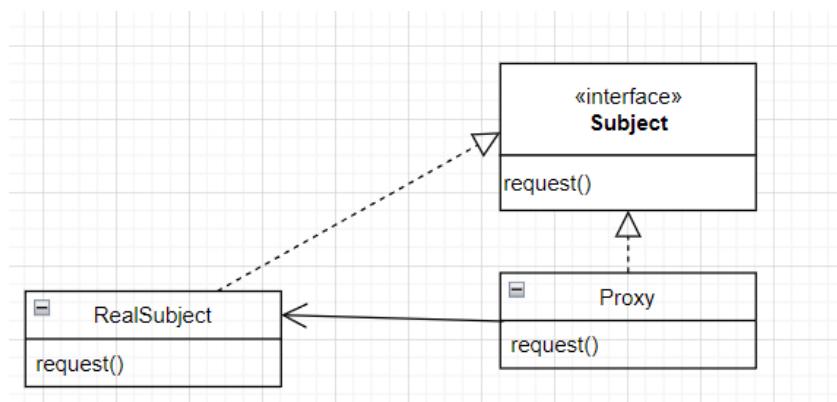 «interface»
Subject
request()
RealSubject
request()
Proxy
request()